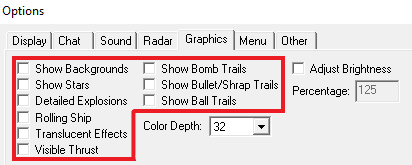 Options
Display Chat Sound Radar Graphics Menu Other
Show Backgrounds Show Bomb Trails Adjust Brightness
Show Stars Show Bullet/Shrap Trails Percentage: 125
Detailed Explosions Show Ball Trails
Rolling Ship
Color Depth: 32
Translucent Effects
Visible Thrust